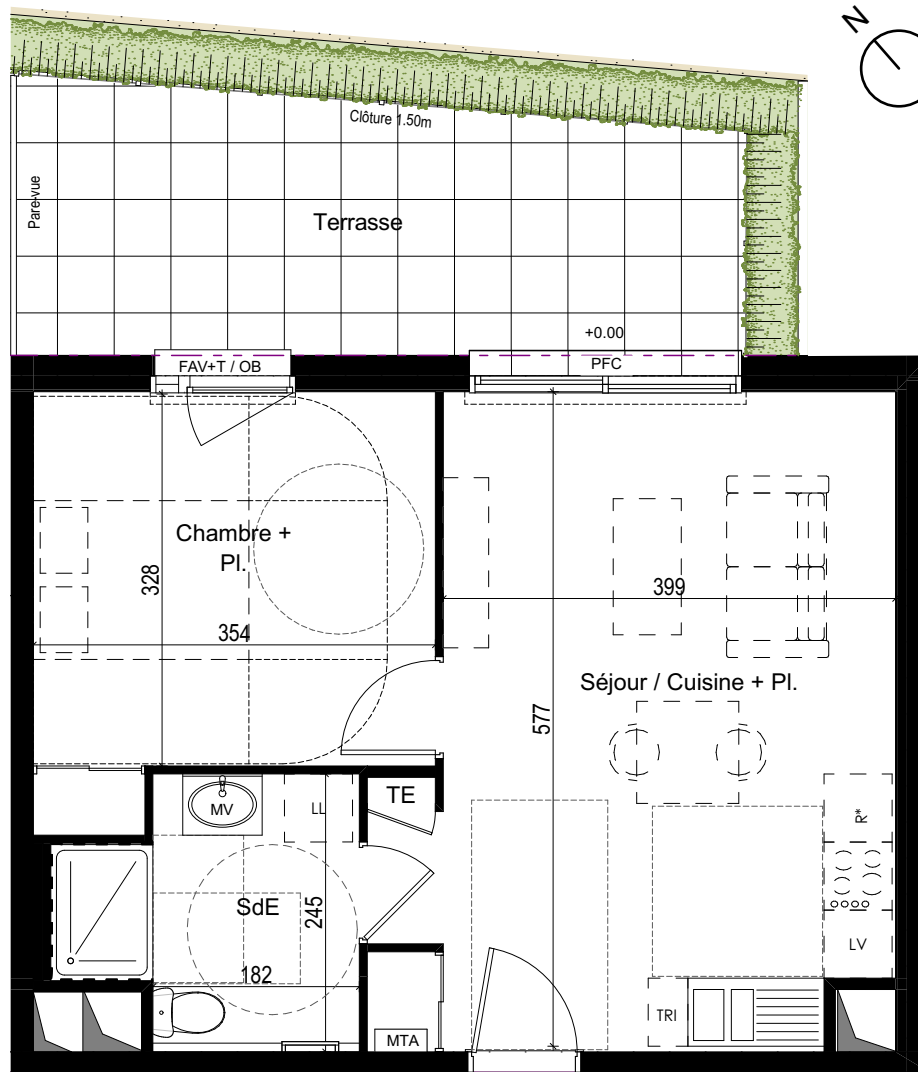 N
Clôture 1.50m
Pare-vue
Terrasse
+0.00
FAV+T / OB
PFC
Chambre +
Pl.
328
354
399
Séjour / Cuisine + Pl.
577
TE
MV
LL
R*
SdE
245
LV
182
TRI
MTA